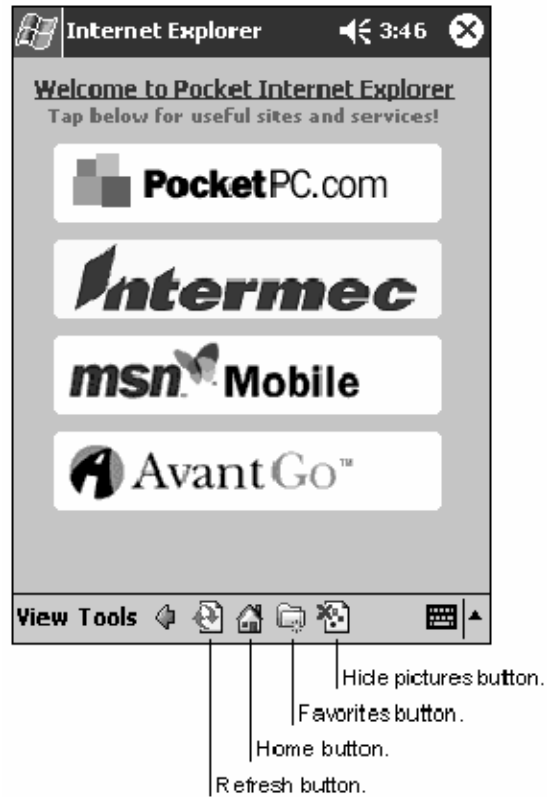 Internet Explorer 3:46
Welcome to Pocket Internet Explorer
Tap below for useful sites and services!
PocketPC.com
Intermec
msn Mobile
AvantGo™
View Tools
Hide pictures button.
Favorites button.
Home button.
Refresh button.